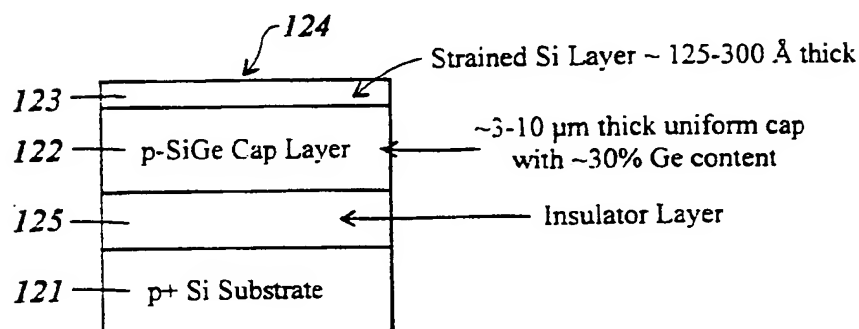 124
Strained Si Layer ~ 125-300 Å thick
123
122
p-SiGe Cap Layer
~3-10 µm thick uniform cap
with ~30% Ge content
125
Insulator Layer
121
p+ Si Substrate